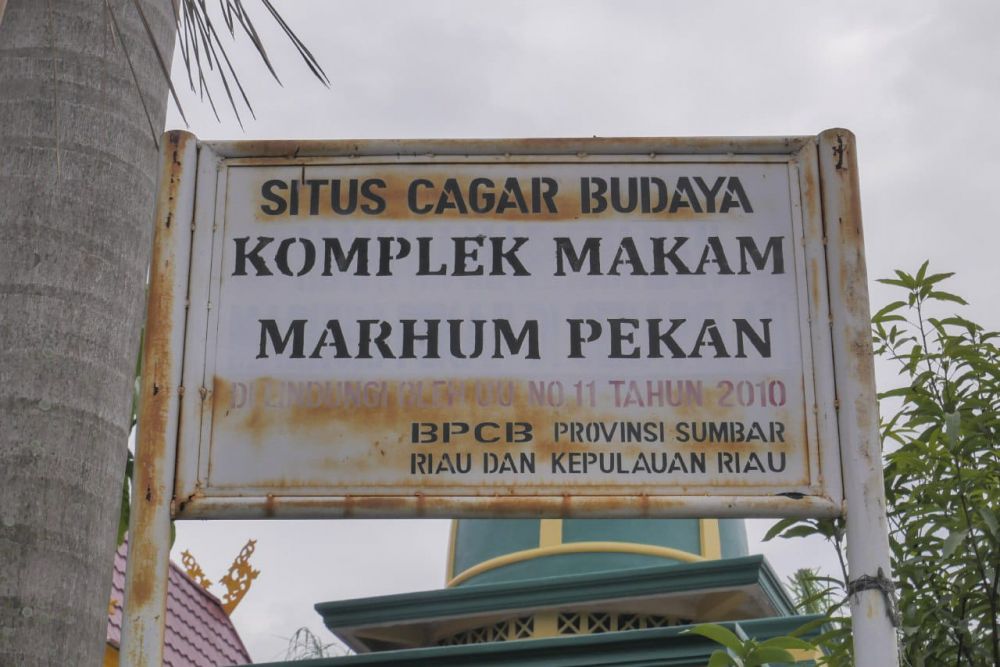 SITUS CAGAR BUDAYA
KOMPLEK MAKAM
MARHUM PEKAN
DI LINDUNGI OLEH UU NO.11 TAHUN 2010
BPCB PROVINSI SUMBAR
RIAU DAN KEPULAUAN RIAU